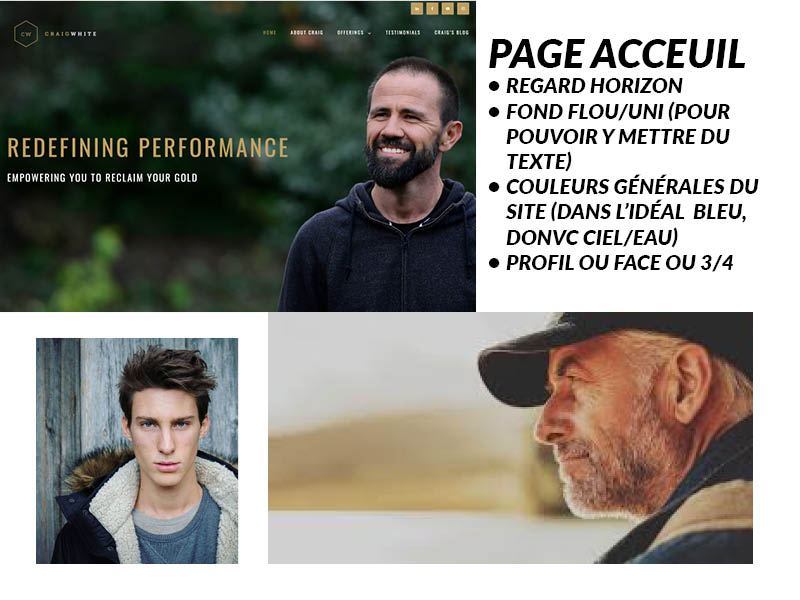 CW CRAIGWHITE
HOME ABOUT CRAIG OFFERINGS TESTIMONIALS CRAIG'S BLOG
REDEFINING PERFORMANCE
EMPOWERING YOU TO RECLAIM YOUR GOLD
PAGE ACCEUIL
• REGARD HORIZON
• FOND FLOU/UNI (POUR
POUVOIR Y METTRE DU
TEXTE)
• COULEURS GÉNÉRALES DU
SITE (DANS L'IDÉAL BLEU,
DONVC CIEL/EAU)
• PROFIL OU FACE OU 3/4